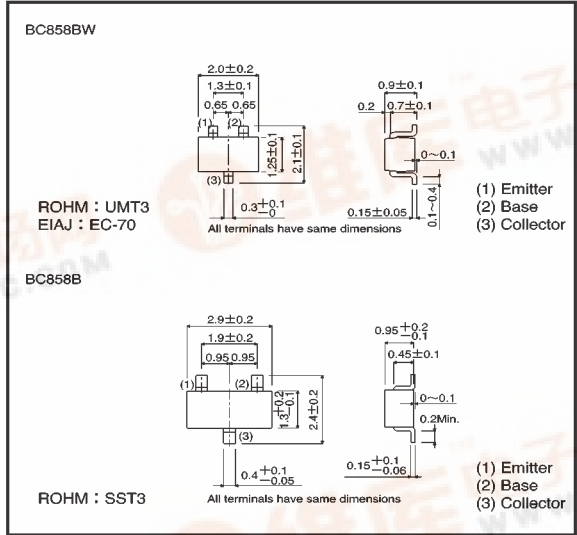 BC858BW
2.0±0.2
1.3±0.1
0.65 0.65
(1) (2)
(3)
1.25±0.1
2.1±0.1
0.3+0.1
−0
All terminals have same dimensions
0.9±0.1
0.2 0.7±0.1
0~0.1
0.1~0.4
0.15±0.05
ROHM : UMT3
EIAJ : EC-70
(1) Emitter
(2) Base
(3) Collector
BC858B
2.9±0.2
1.9±0.2
0.95 0.95
(1) (2)
(3)
1.3+0.2
−0.1
2.4±0.2
0.4+0.1
−0.05
All terminals have same dimensions
0.95+0.2
−0.1
0.45±0.1
0~0.1
0.2Min.
0.15+0.1
−0.06
ROHM : SST3
(1) Emitter
(2) Base
(3) Collector